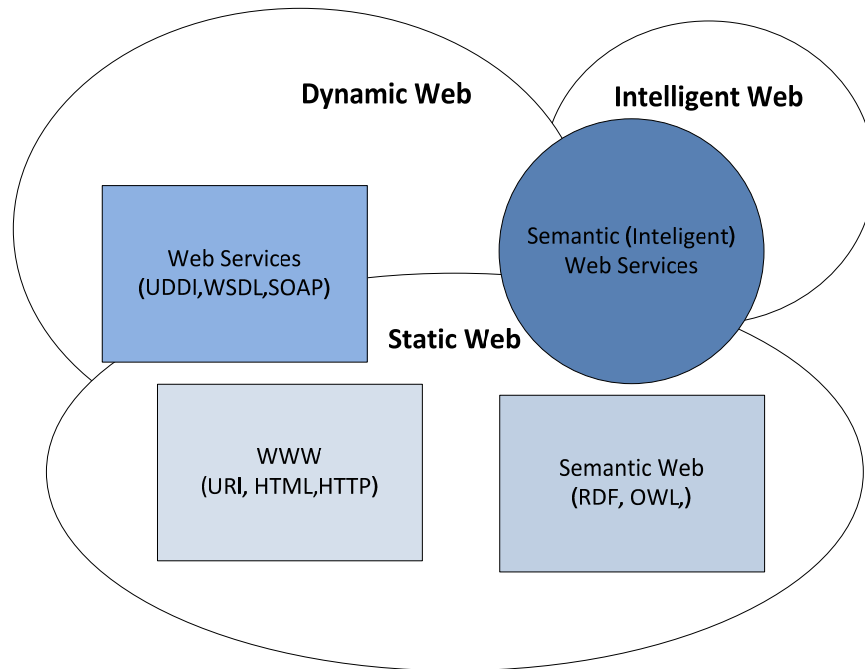 Dynamic Web
Intelligent Web
Semantic (Inteligent)
Web Services
Web Services
(UDDI,WSDL,SOAP)
Static Web
WWW
(URI, HTML,HTTP)
Semantic Web
(RDF, OWL,)